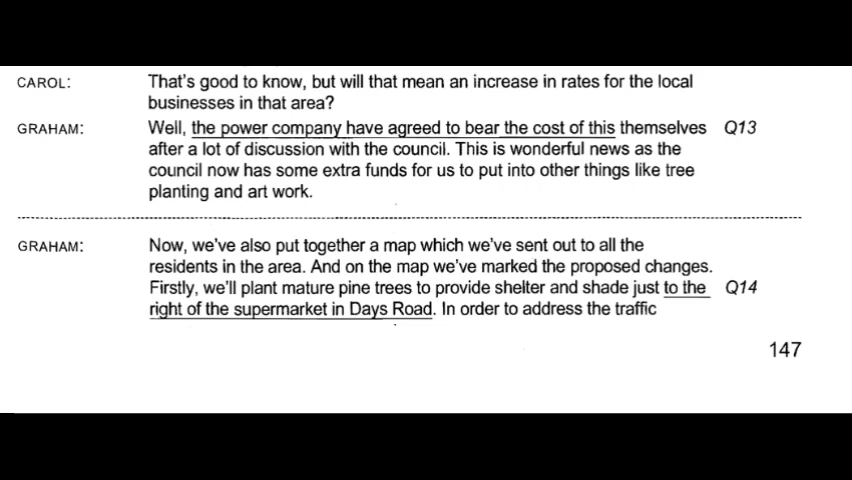 CAROL: That's good to know, but will that mean an increase in rates for the local
businesses in that area?
GRAHAM: Well, the power company have agreed to bear the cost of this themselves Q13
after a lot of discussion with the council. This is wonderful news as the
council now has some extra funds for us to put into other things like tree
planting and art work.
GRAHAM: Now, we've also put together a map which we've sent out to all the
residents in the area. And on the map we've marked the proposed changes.
Firstly, we'll plant mature pine trees to provide shelter and shade just to the Q14
right of the supermarket in Days Road. In order to address the traffic
147